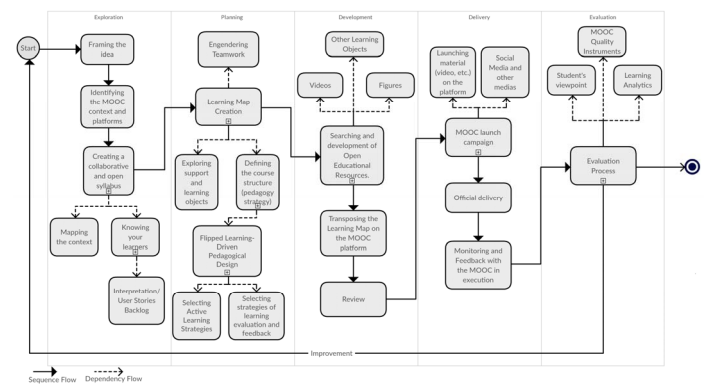 Exploration
Planning
Development
Delivery
Evaluation
Start
Framing the
idea
Identifying
the MOOC
context and
platforms
Creating a
collaborative
and open
syllabus
Mapping
the context
Knowing
your
learners
Interpretation/
User Stories
Backlog
Engendering
Teamwork
Learning Map
Creation
Exploring
support and
learning
objects
Defining
the course
structure
(pedagogy
strategy)
Flipped Learning-
Driven
Pedagogical
Design
Selecting
Active
Learning
Strategies
Selecting
strategies of
learning
evaluation and
feedback
Other Learning
Objects
Videos
Figures
Searching and
development of
Open
Educational
Resources.
Transposing the
Learning Map on
the MOOC
platform
Review
Launching
material
(video, etc.)
on the
platform
Social
Media and
other
medias
MOOC launch
campaign
Official delivery
Monitoring and
Feedback with
the MOOC in
execution
MOOC
Quality
Instruments
Student's
viewpoint
Learning
Analytics
Evaluation
Process
Improvement
Sequence Flow
Dependency Flow